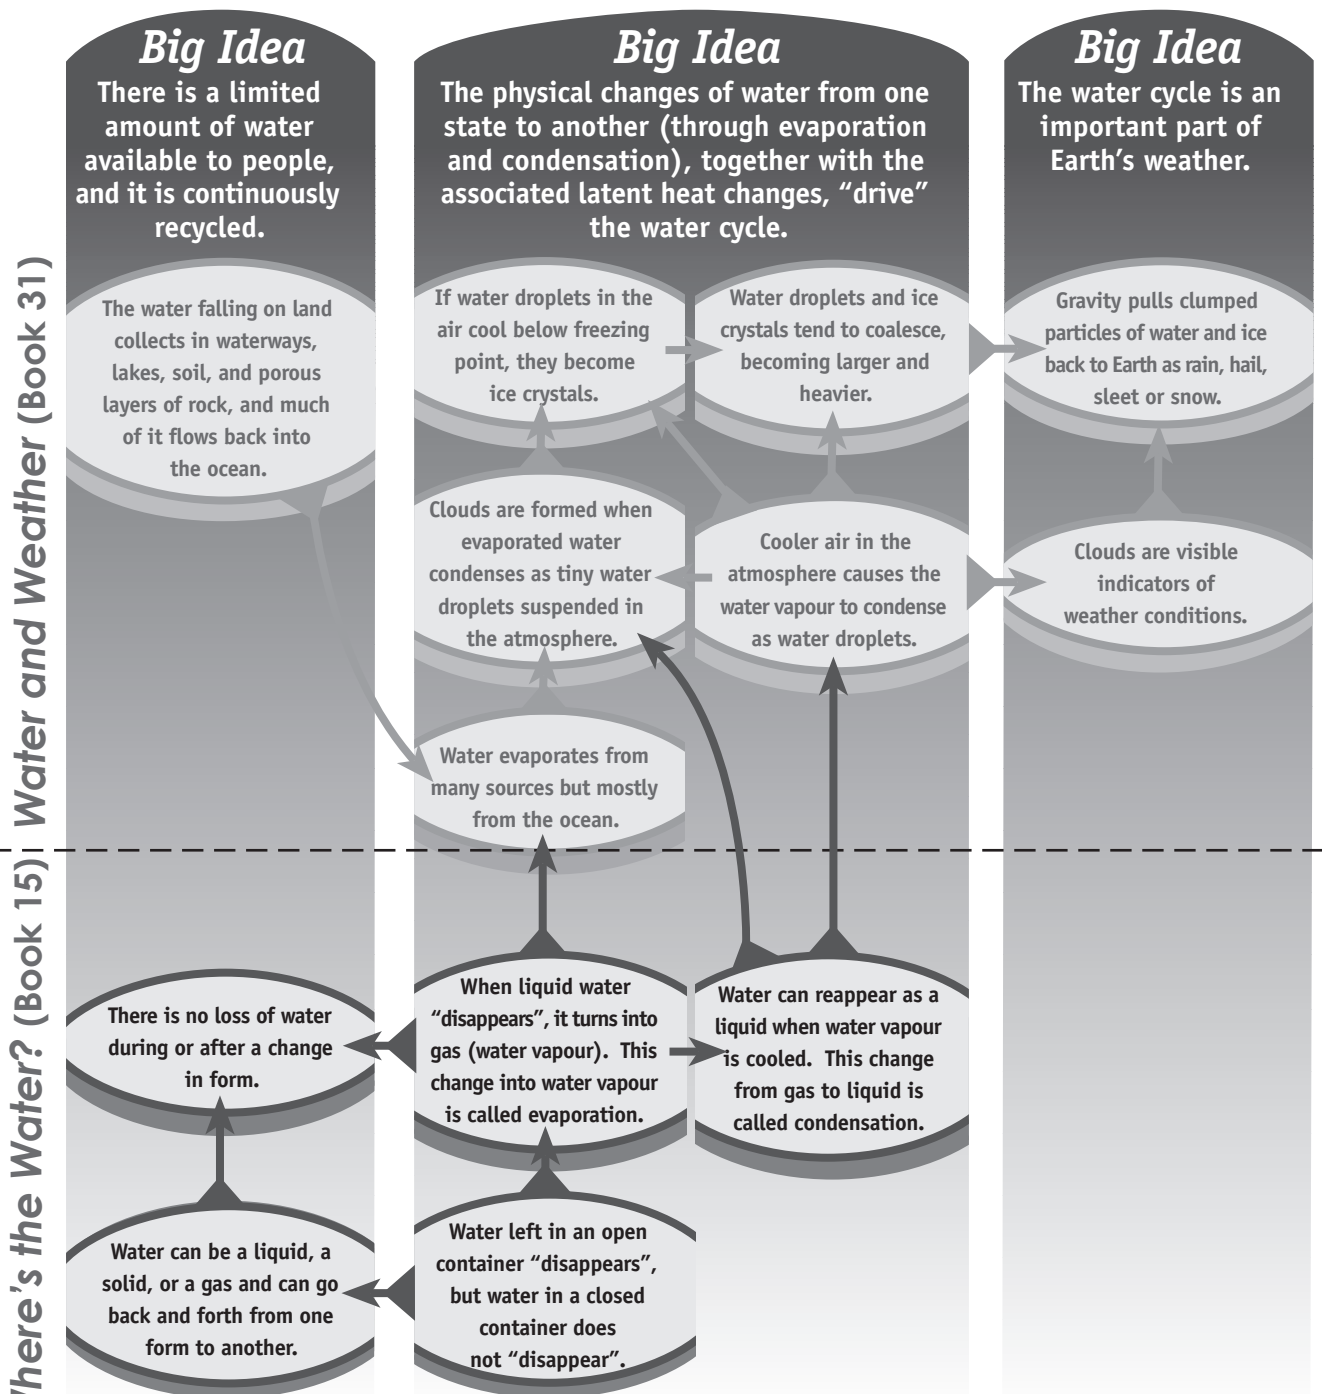 Big Idea
There is a limited
amount of water
available to people,
and it is continuously
recycled.
Big Idea
The physical changes of water from one
state to another (through evaporation
and condensation), together with the
associated latent heat changes, “drive”
the water cycle.
Big Idea
The water cycle is an
important part of
Earth’s weather.
Water and Weather (Book 31)
The water falling on land
collects in waterways,
lakes, soil, and porous
layers of rock, and much
of it flows back into
the ocean.
If water droplets in the
air cool below freezing
point, they become
ice crystals.
Water droplets and ice
crystals tend to coalesce,
becoming larger and
heavier.
Gravity pulls clumped
particles of water and ice
back to Earth as rain, hail,
sleet or snow.
Clouds are formed when
evaporated water
condenses as tiny water
droplets suspended in
the atmosphere.
Cooler air in the
atmosphere causes the
water vapour to condense
as water droplets.
Clouds are visible
indicators of
weather conditions.
Water evaporates from
many sources but mostly
from the ocean.
here’s the Water? (Book 15)
There is no loss of water
during or after a change
in form.
When liquid water
“disappears”, it turns into
gas (water vapour). This
change into water vapour
is called evaporation.
Water can reappear as a
liquid when water vapour
is cooled. This change
from gas to liquid is
called condensation.
Water can be a liquid, a
solid, or a gas and can go
back and forth from one
form to another.
Water left in an open
container “disappears”,
but water in a closed
container does
not “disappear”.